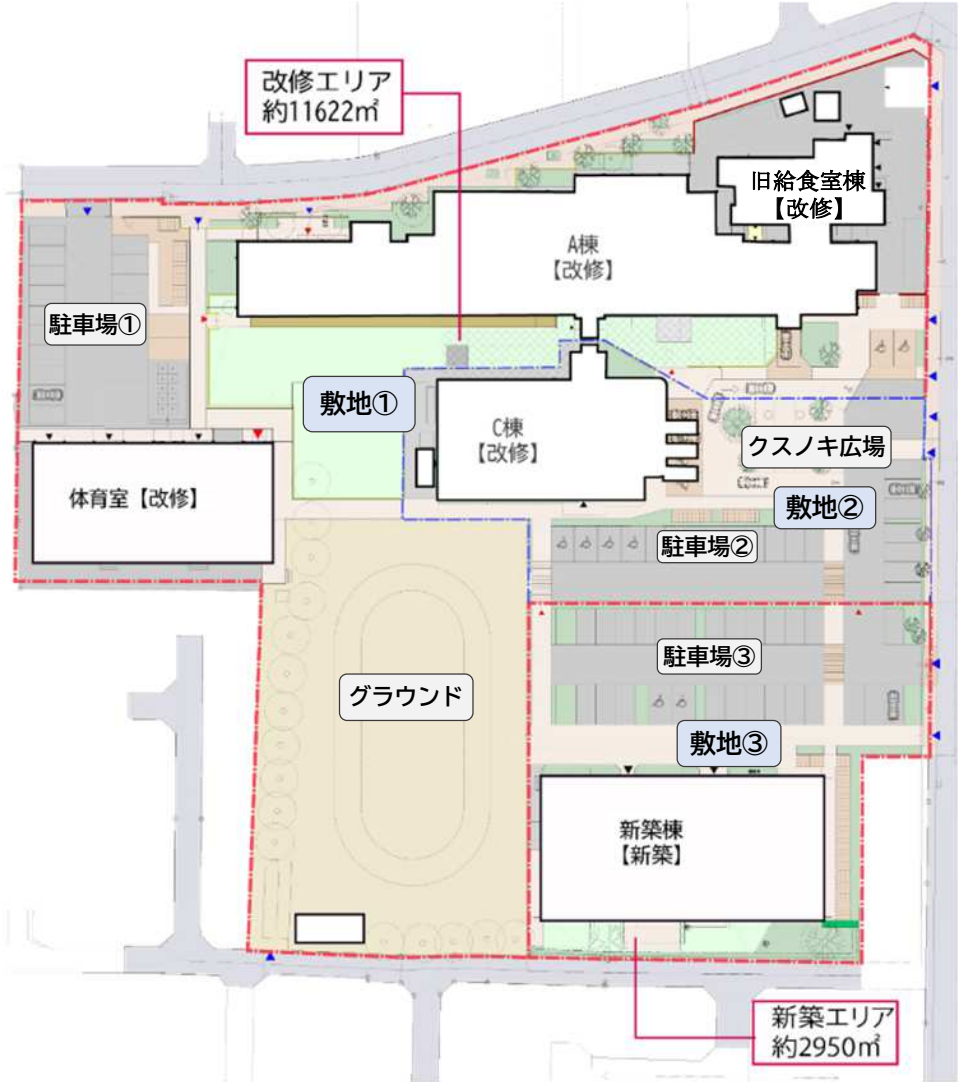 改修エリア
約11622㎡
旧給食室棟
【改修】
A棟
【改修】
駐車場①
敷地①
C棟
【改修】
クスノキ広場
敷地②
体育室【改修】
駐車場②
駐車場③
グラウンド
敷地③
新築棟
【新築】
新築エリア
約2950㎡